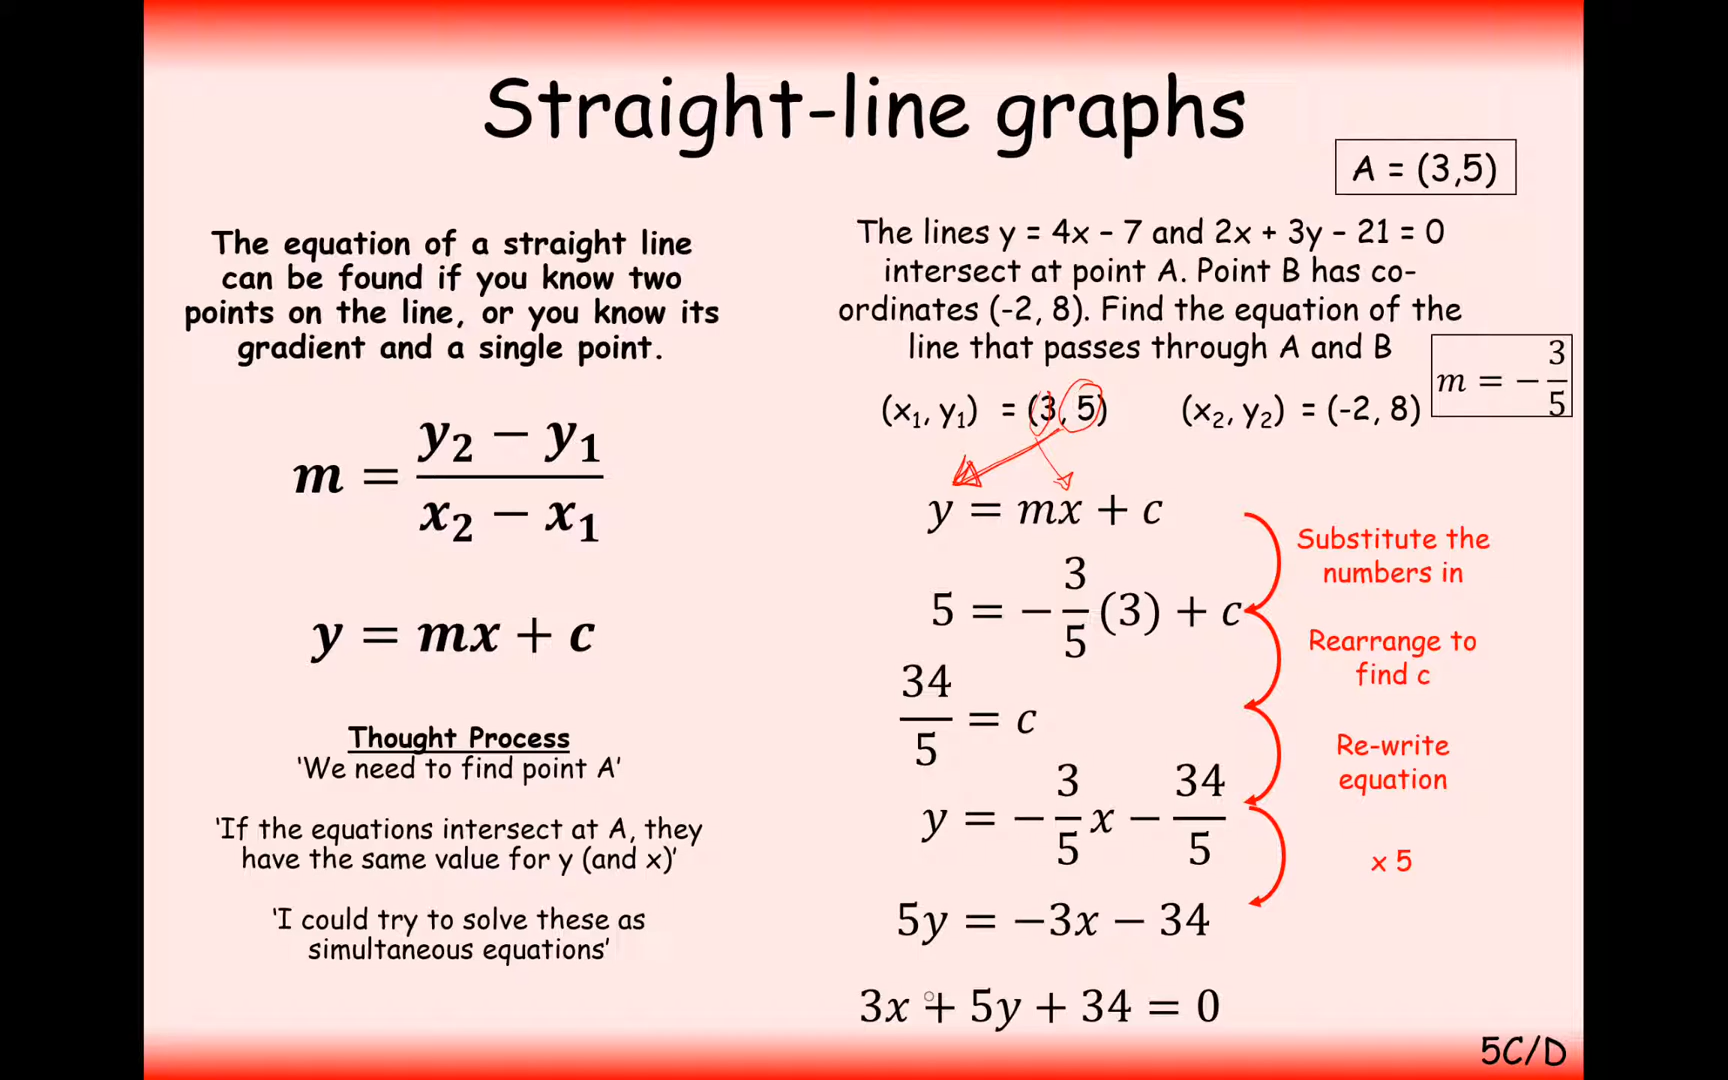 Straight-line graphs
A = (3,5)
The equation of a straight line
can be found if you know two
points on the line, or you know its
gradient and a single point.
m = (y₂ − y₁)/(x₂ − x₁)
y = mx + c
Thought Process
‘We need to find point A’
‘If the equations intersect at A, they
have the same value for y (and x)’
‘I could try to solve these as
simultaneous equations’
The lines y = 4x – 7 and 2x + 3y – 21 = 0
intersect at point A. Point B has co-
ordinates (-2, 8). Find the equation of the
line that passes through A and B
m = −3/5
(x₁, y₁) = (3, 5) (x₂, y₂) = (-2, 8)
y = mx + c
Substitute the
numbers in
5 = −3/5(3) + c
Rearrange to
find c
34/5 = c
Re-write
equation
y = −3/5x − 34/5
x 5
5y = −3x − 34
3x + 5y + 34 = 0
5C/D